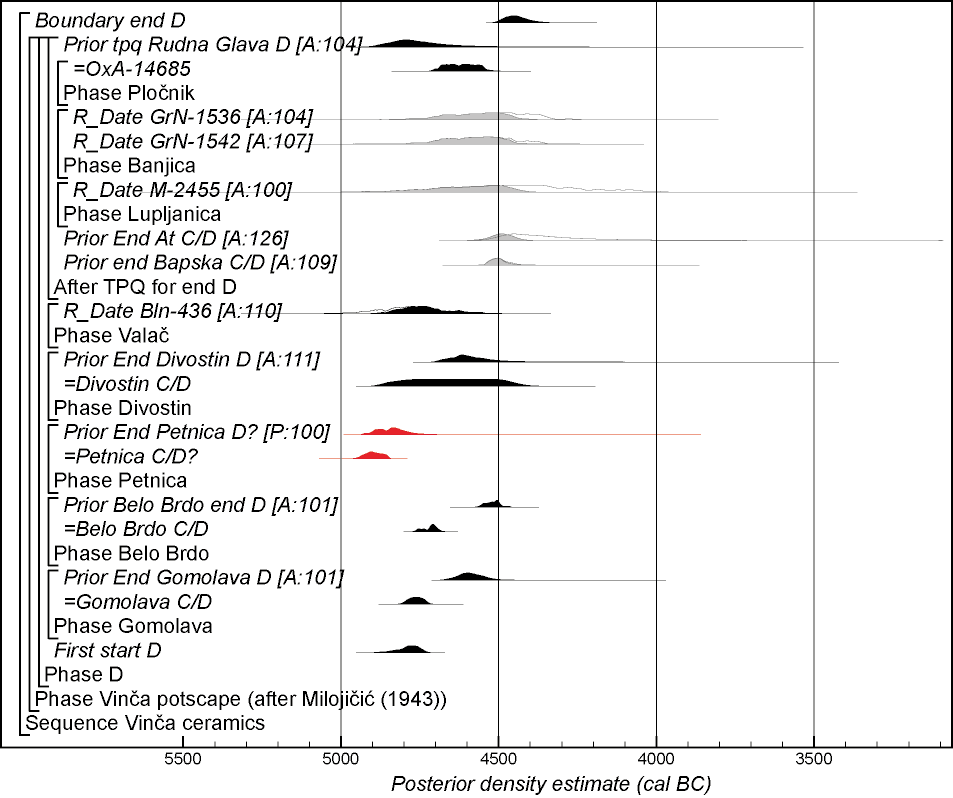 Boundary end D
Prior tpq Rudna Glava D [A:104]
=OxA-14685
Phase Pločnik
R_Date GrN-1536 [A:104]
R_Date GrN-1542 [A:107]
Phase Banjica
R_Date M-2455 [A:100]
Phase Lupljanica
Prior End At C/D [A:126]
Prior end Bapska C/D [A:109]
After TPQ for end D
R_Date Bln-436 [A:110]
Phase Valač
Prior End Divostin D [A:111]
=Divostin C/D
Phase Divostin
Prior End Petnica D? [P:100]
=Petnica C/D?
Phase Petnica
Prior Belo Brdo end D [A:101]
=Belo Brdo C/D
Phase Belo Brdo
Prior End Gomolava D [A:101]
=Gomolava C/D
Phase Gomolava
First start D
Phase D
Phase Vinča potscape (after Milojičić (1943))
Sequence Vinča ceramics
5500 5000 4500 4000 3500
Posterior density estimate (cal BC)